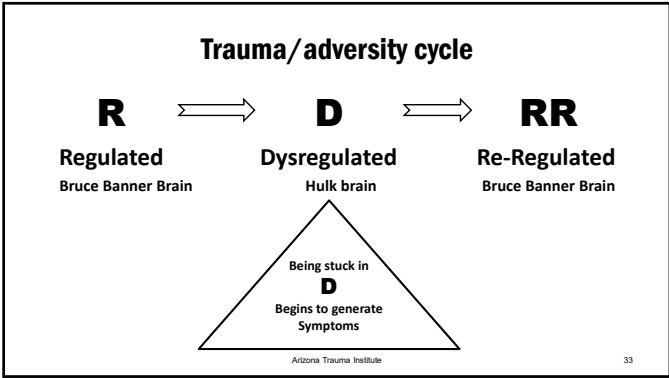 Trauma/adversity cycle
R D RR
Regulated Dysregulated Re-Regulated
Bruce Banner Brain Hulk brain Bruce Banner Brain
Being stuck in
D
Begins to generate
Symptoms
Arizona Trauma Institute 33